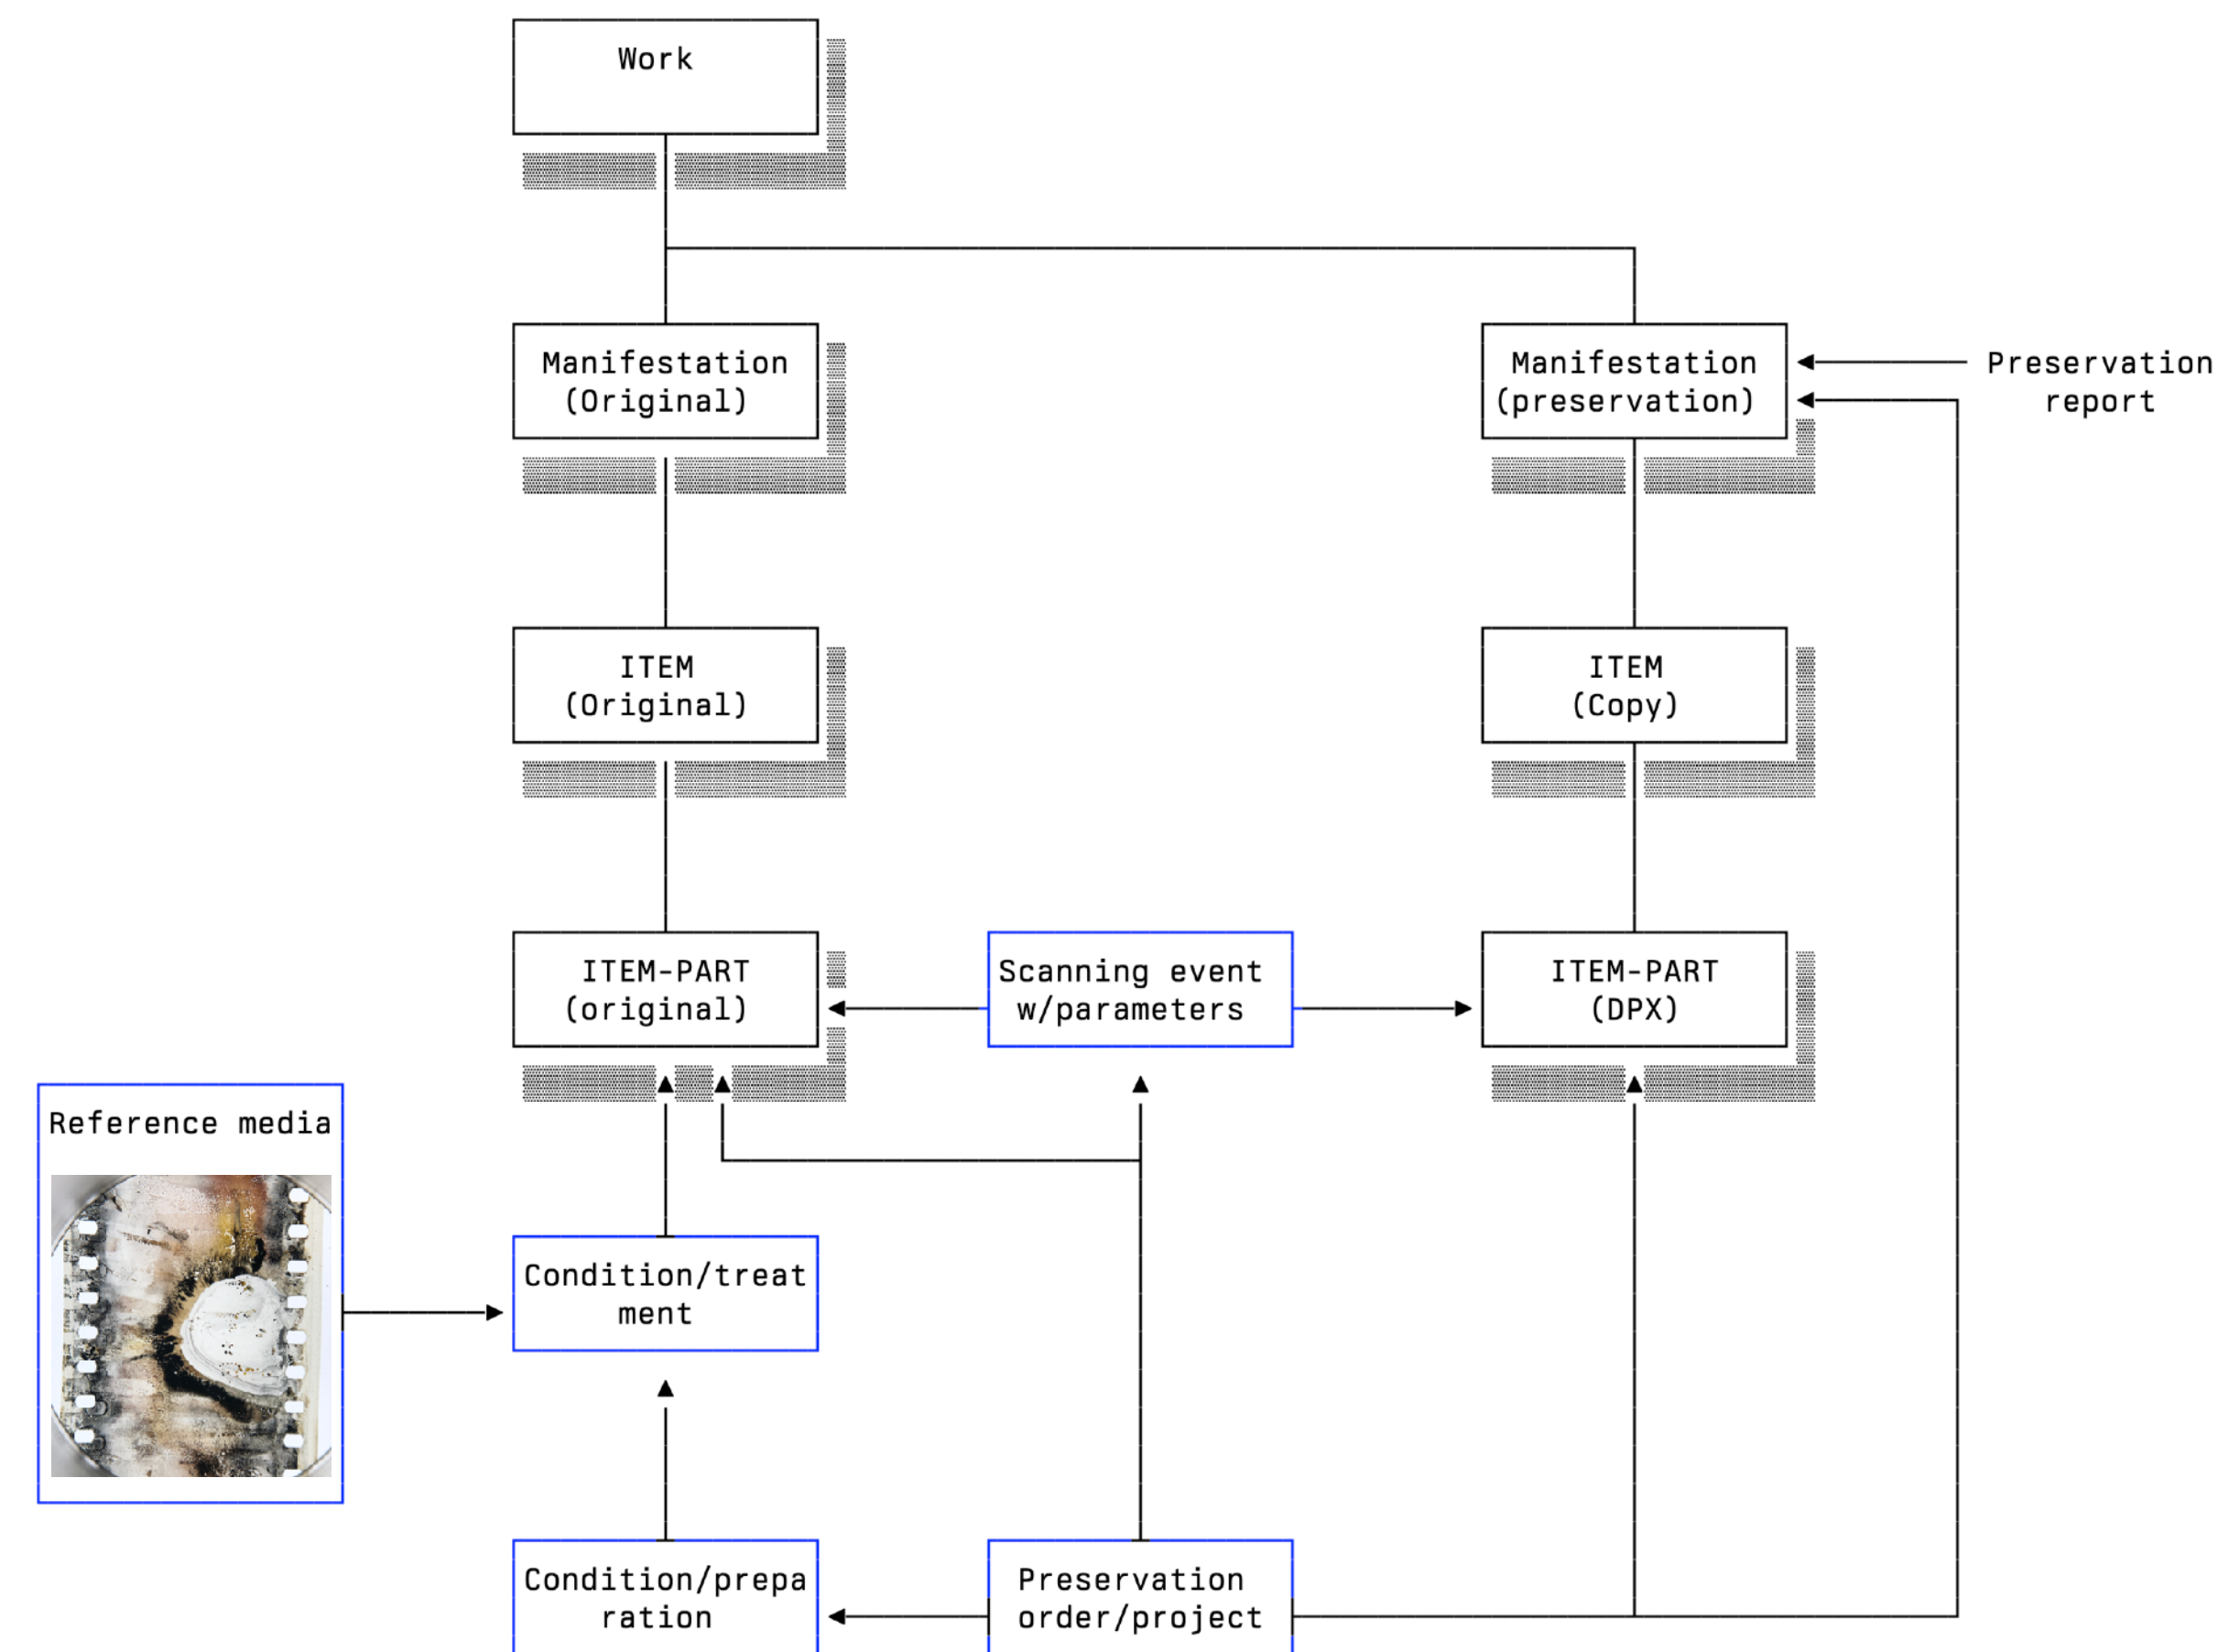 Work
Manifestation
(Original)
Manifestation
(preservation)
Preservation
report
ITEM
(Original)
ITEM
(Copy)
ITEM-PART
(original)
Scanning event
w/parameters
ITEM-PART
(DPX)
Reference media
Condition/treat
ment
Condition/prepa
ration
Preservation
order/project